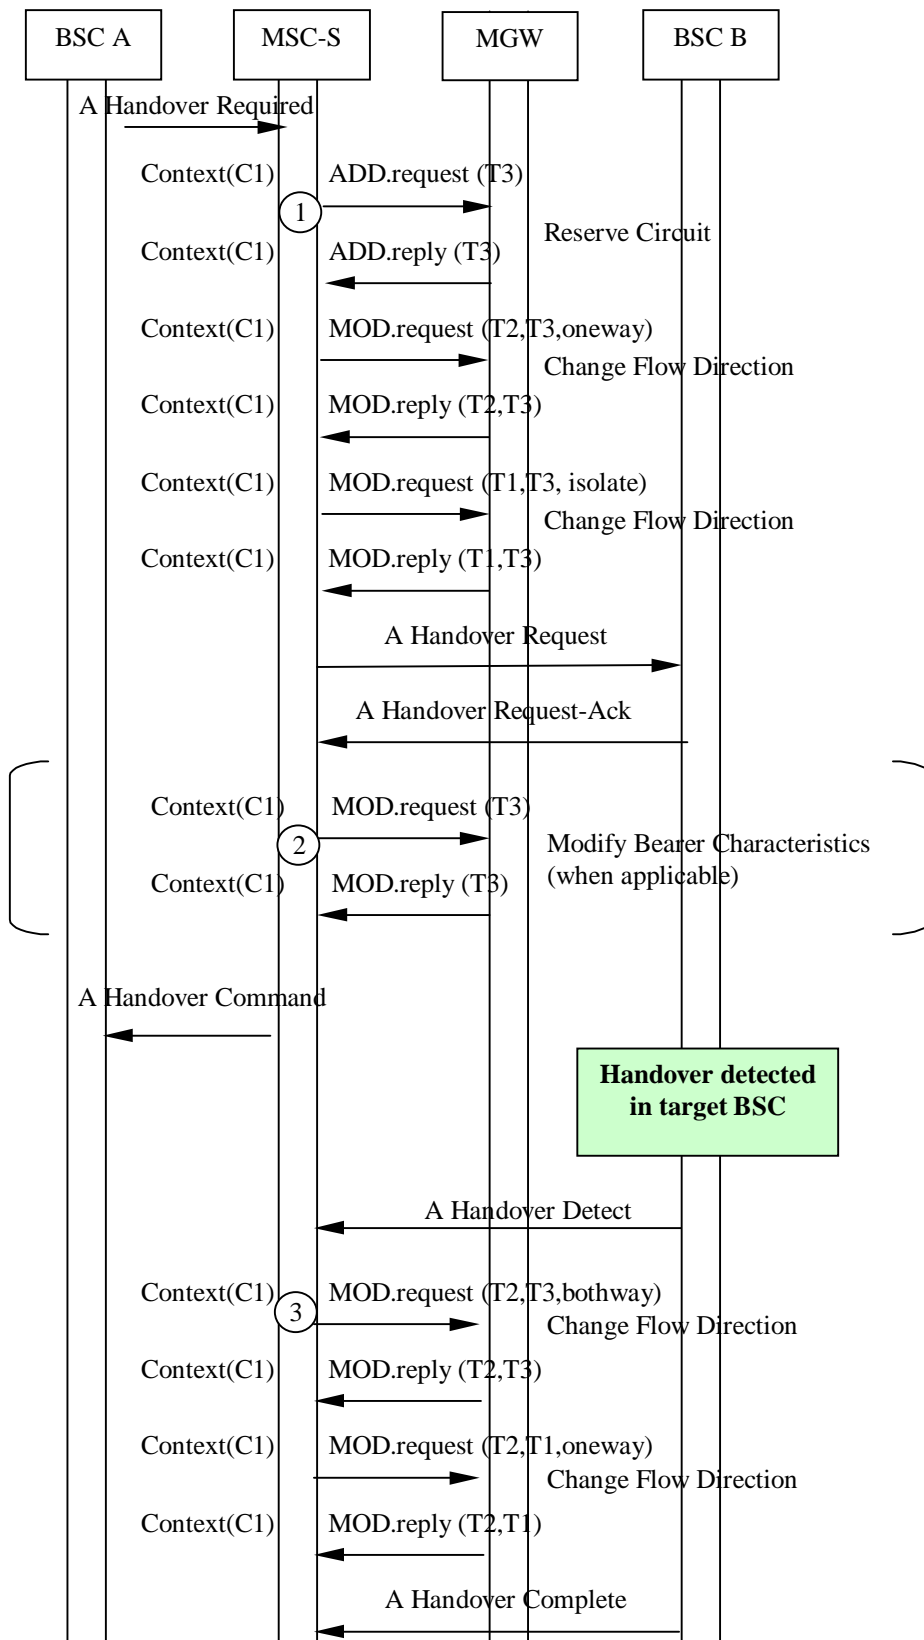 BSC A
MSC-S
MGW
BSC B
A Handover Required
Context(C1)
ADD.request (T3)
1
Reserve Circuit
Context(C1)
ADD.reply (T3)
Context(C1)
MOD.request (T2,T3,oneway)
Change Flow Direction
Context(C1)
MOD.reply (T2,T3)
Context(C1)
MOD.request (T1,T3, isolate)
Change Flow Direction
Context(C1)
MOD.reply (T1,T3)
A Handover Request
A Handover Request-Ack
Context(C1)
MOD.request (T3)
2
Modify Bearer Characteristics
(when applicable)
Context(C1)
MOD.reply (T3)
A Handover Command
Handover detected
in target BSC
A Handover Detect
Context(C1)
MOD.request (T2,T3,bothway)
3
Change Flow Direction
Context(C1)
MOD.reply (T2,T3)
Context(C1)
MOD.request (T2,T1,oneway)
Change Flow Direction
Context(C1)
MOD.reply (T2,T1)
A Handover Complete